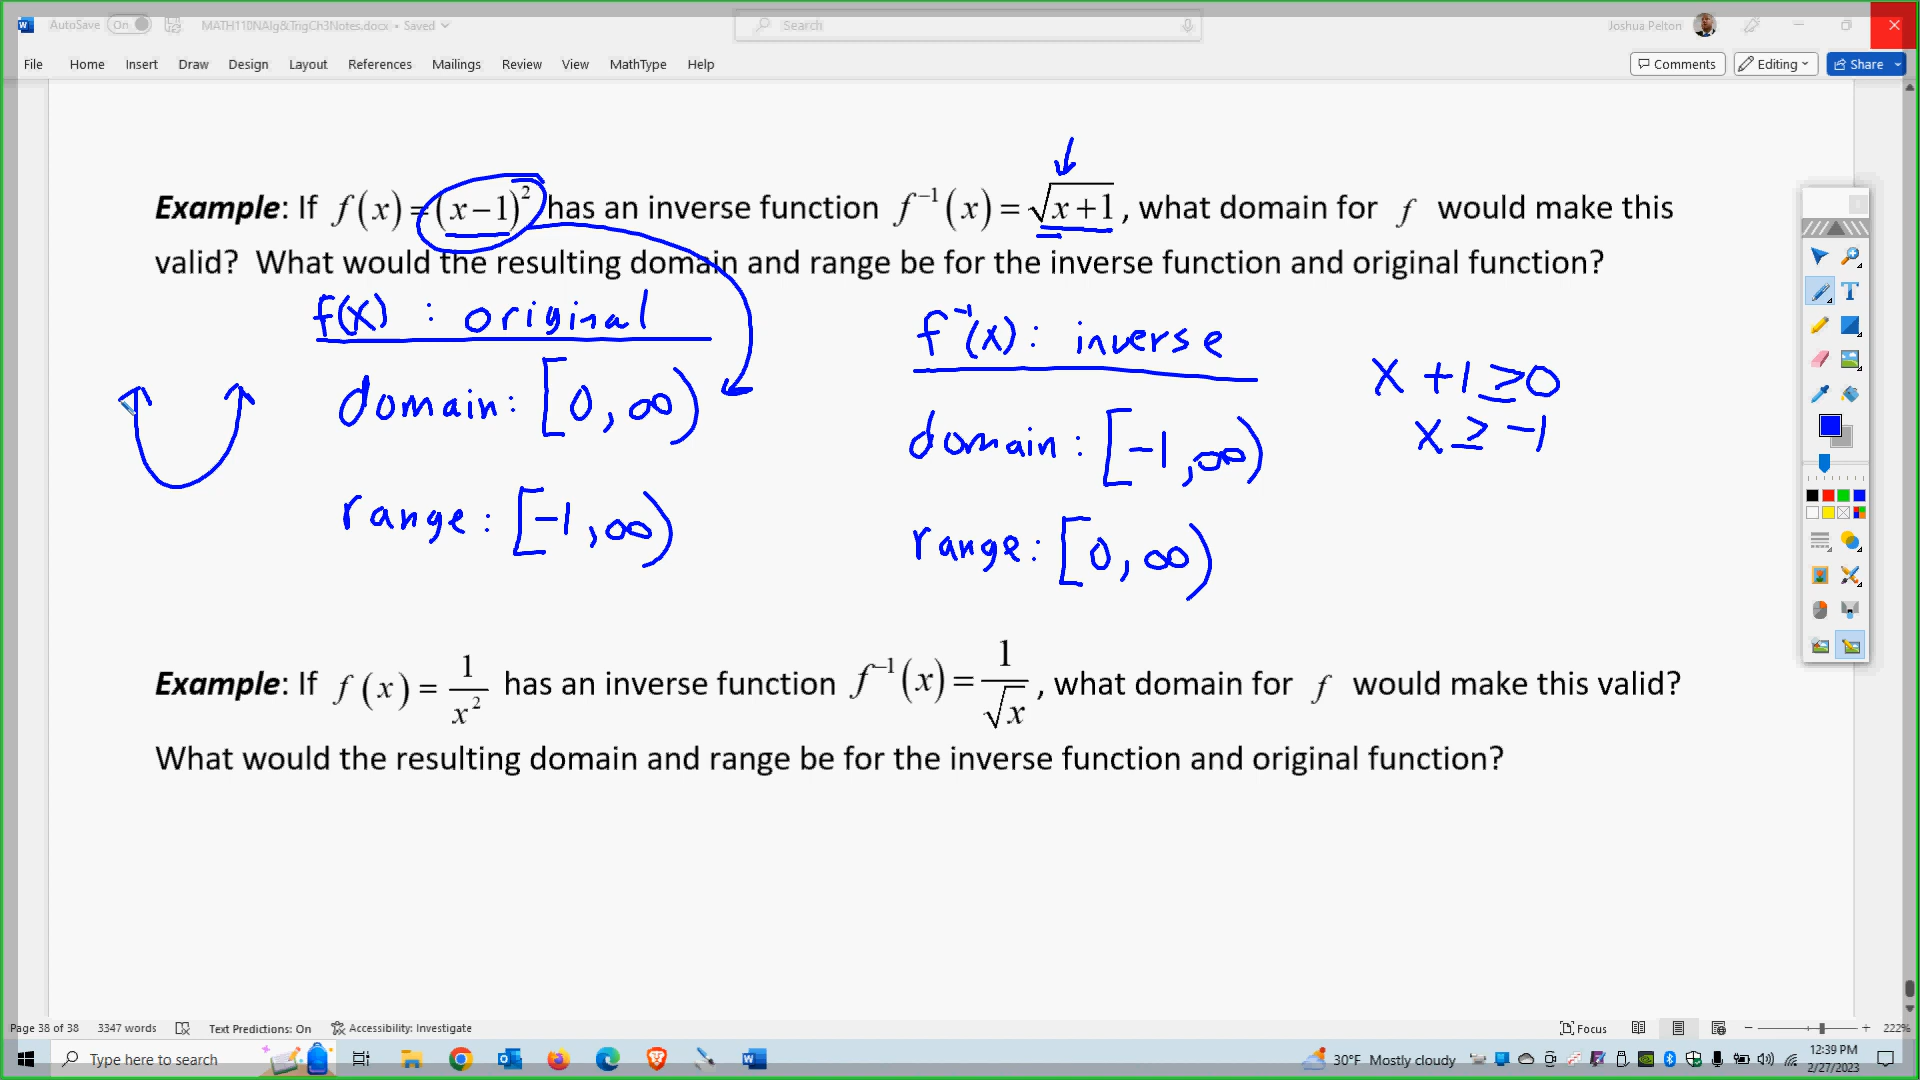 AutoSave On MATH110NAlg&TrigCh3Notes.docx • Saved Search Joshua Pelton
File Home Insert Draw Design Layout References Mailings Review View MathType Help Comments Editing Share
Example: If f(x) = (x−1)² has an inverse function f⁻¹(x) = √(x+1), what domain for f would make this
valid? What would the resulting domain and range be for the inverse function and original function?
f(x) : original
domain: [0, ∞)
range: [-1, ∞)
f⁻¹(x): inverse
domain: [-1, ∞)
range: [0, ∞)
x + 1 ≥ 0
x ≥ -1
Example: If f(x) = 1/x² has an inverse function f⁻¹(x) = 1/√x, what domain for f would make this valid?
What would the resulting domain and range be for the inverse function and original function?
Page 38 of 38 3347 words Text Predictions: On Accessibility: Investigate Focus 222%
Type here to search 30°F Mostly cloudy 12:39 PM
2/27/2023